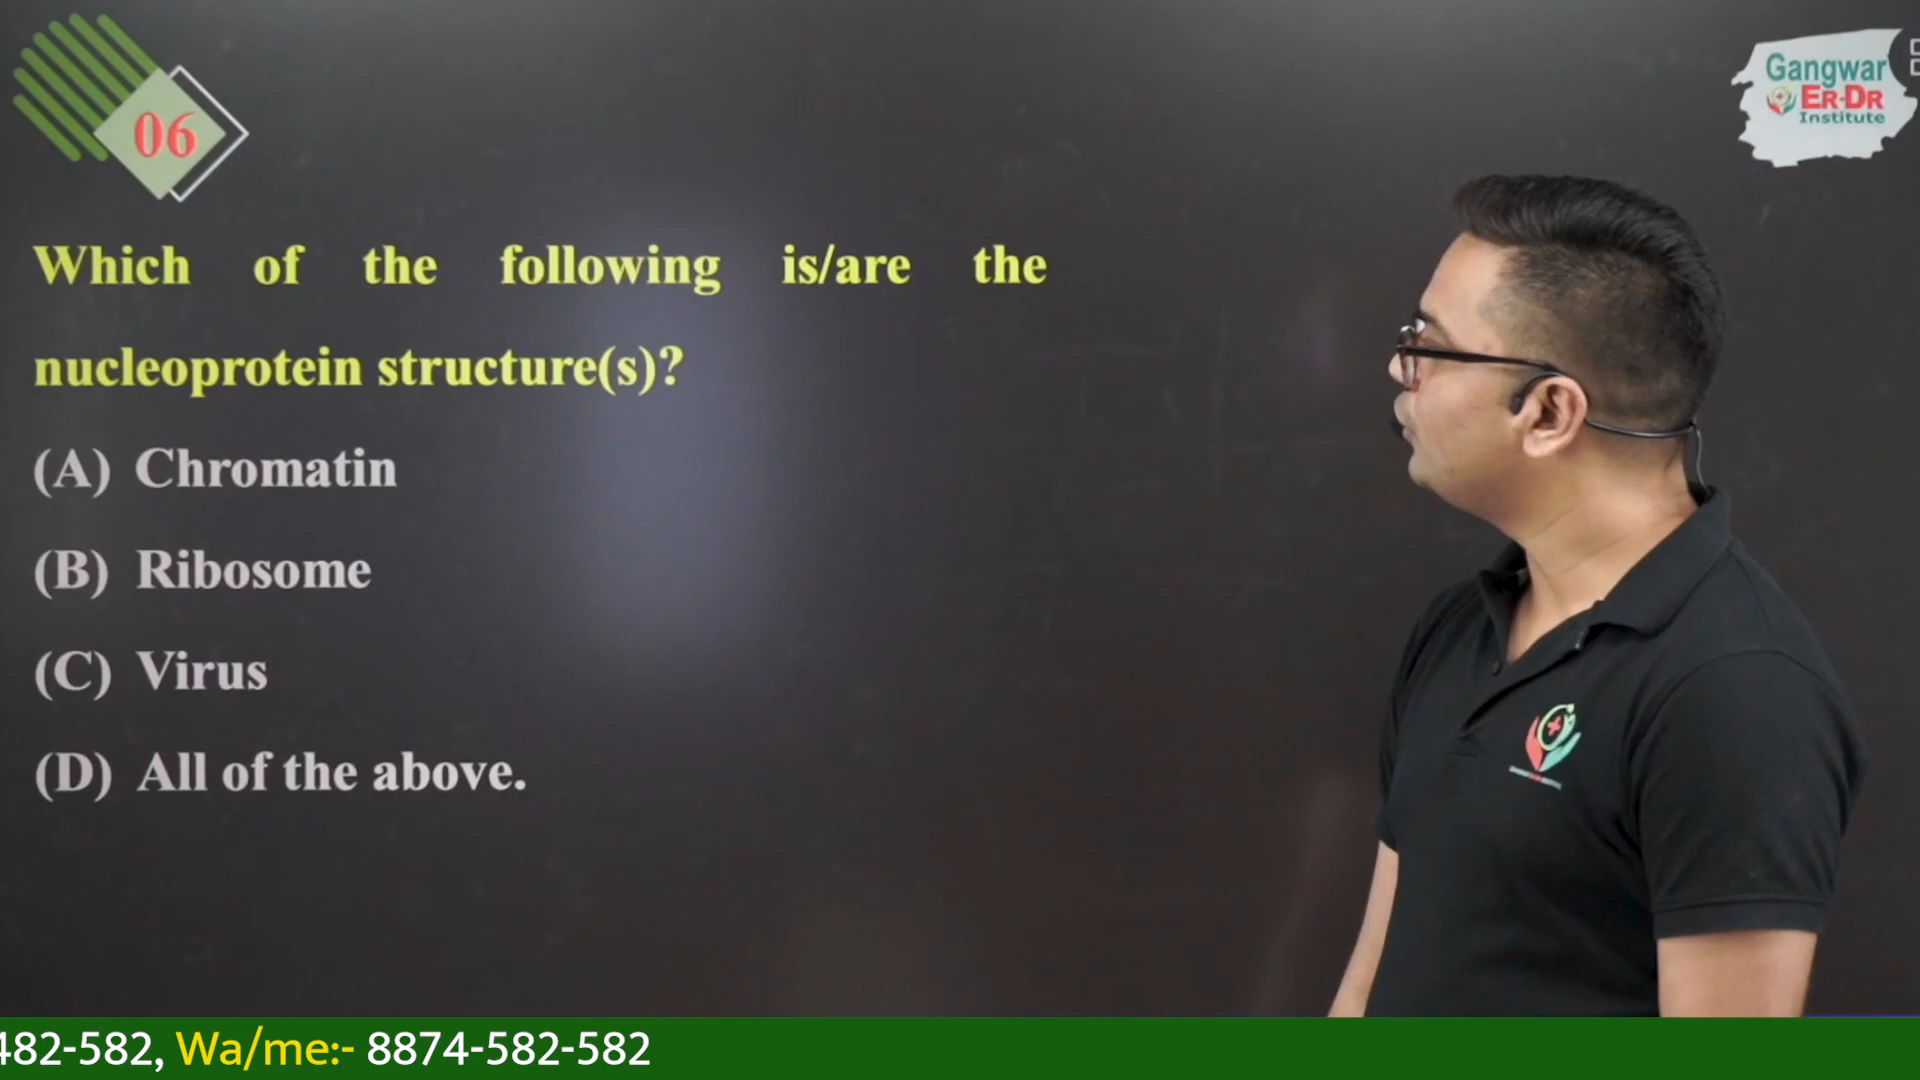 06
Gangwar
ER-DR
Institute
Which of the following is/are the
nucleoprotein structure(s)?
(A) Chromatin
(B) Ribosome
(C) Virus
(D) All of the above.
482-582, Wa/me:- 8874-582-582